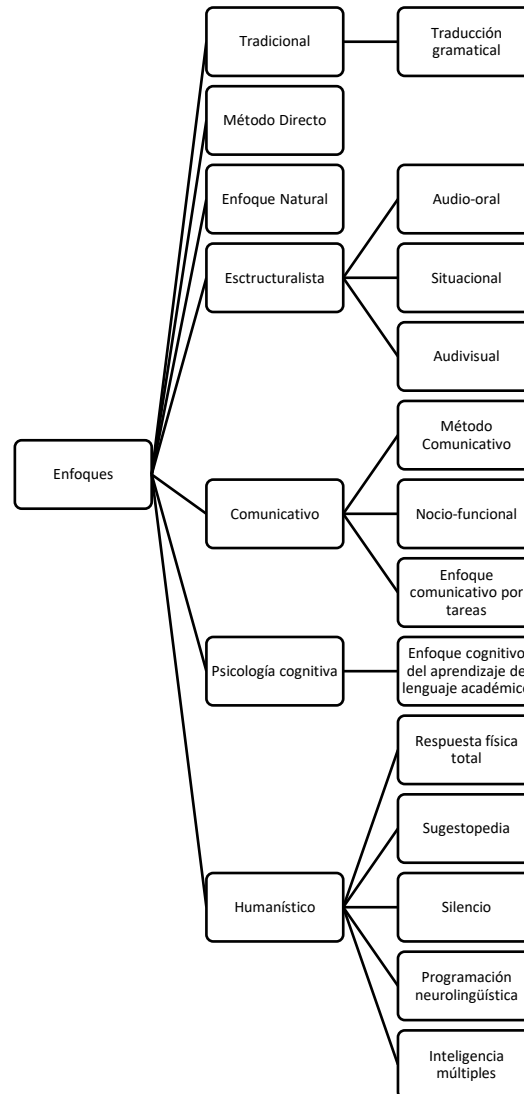 Tradicional
Traducción
gramatical
Método Directo
Enfoque Natural
Esctructuralista
Audio-oral
Situacional
Audivisual
Enfoques
Comunicativo
Método
Comunicativo
Nocio-funcional
Enfoque
comunicativo por
tareas
Psicología cognitiva
Enfoque cognitivo
del aprendizaje de
lenguaje académico
Humanístico
Respuesta física
total
Sugestopedia
Silencio
Programación
neurolingüística
Inteligencia
múltiples